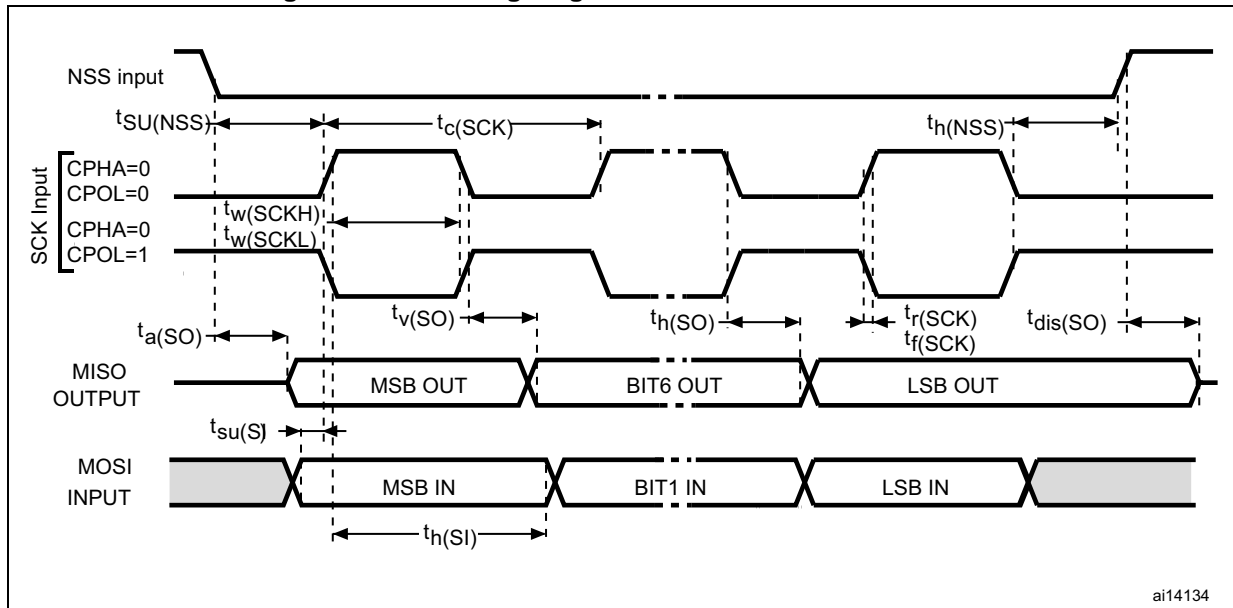 NSS input
tSU(NSS)
tc(SCK)
th(NSS)
SCK Input
CPHA=0
CPOL=0
tw(SCKH)
CPHA=0
tw(SCKL)
CPOL=1
tv(SO)
th(SO)
tr(SCK)
tf(SCK)
tdis(SO)
ta(SO)
MISO
OUTPUT
MSB OUT
BIT6 OUT
LSB OUT
tsu(SI)
MOSI
INPUT
MSB IN
BIT1 IN
LSB IN
th(SI)
ai14134